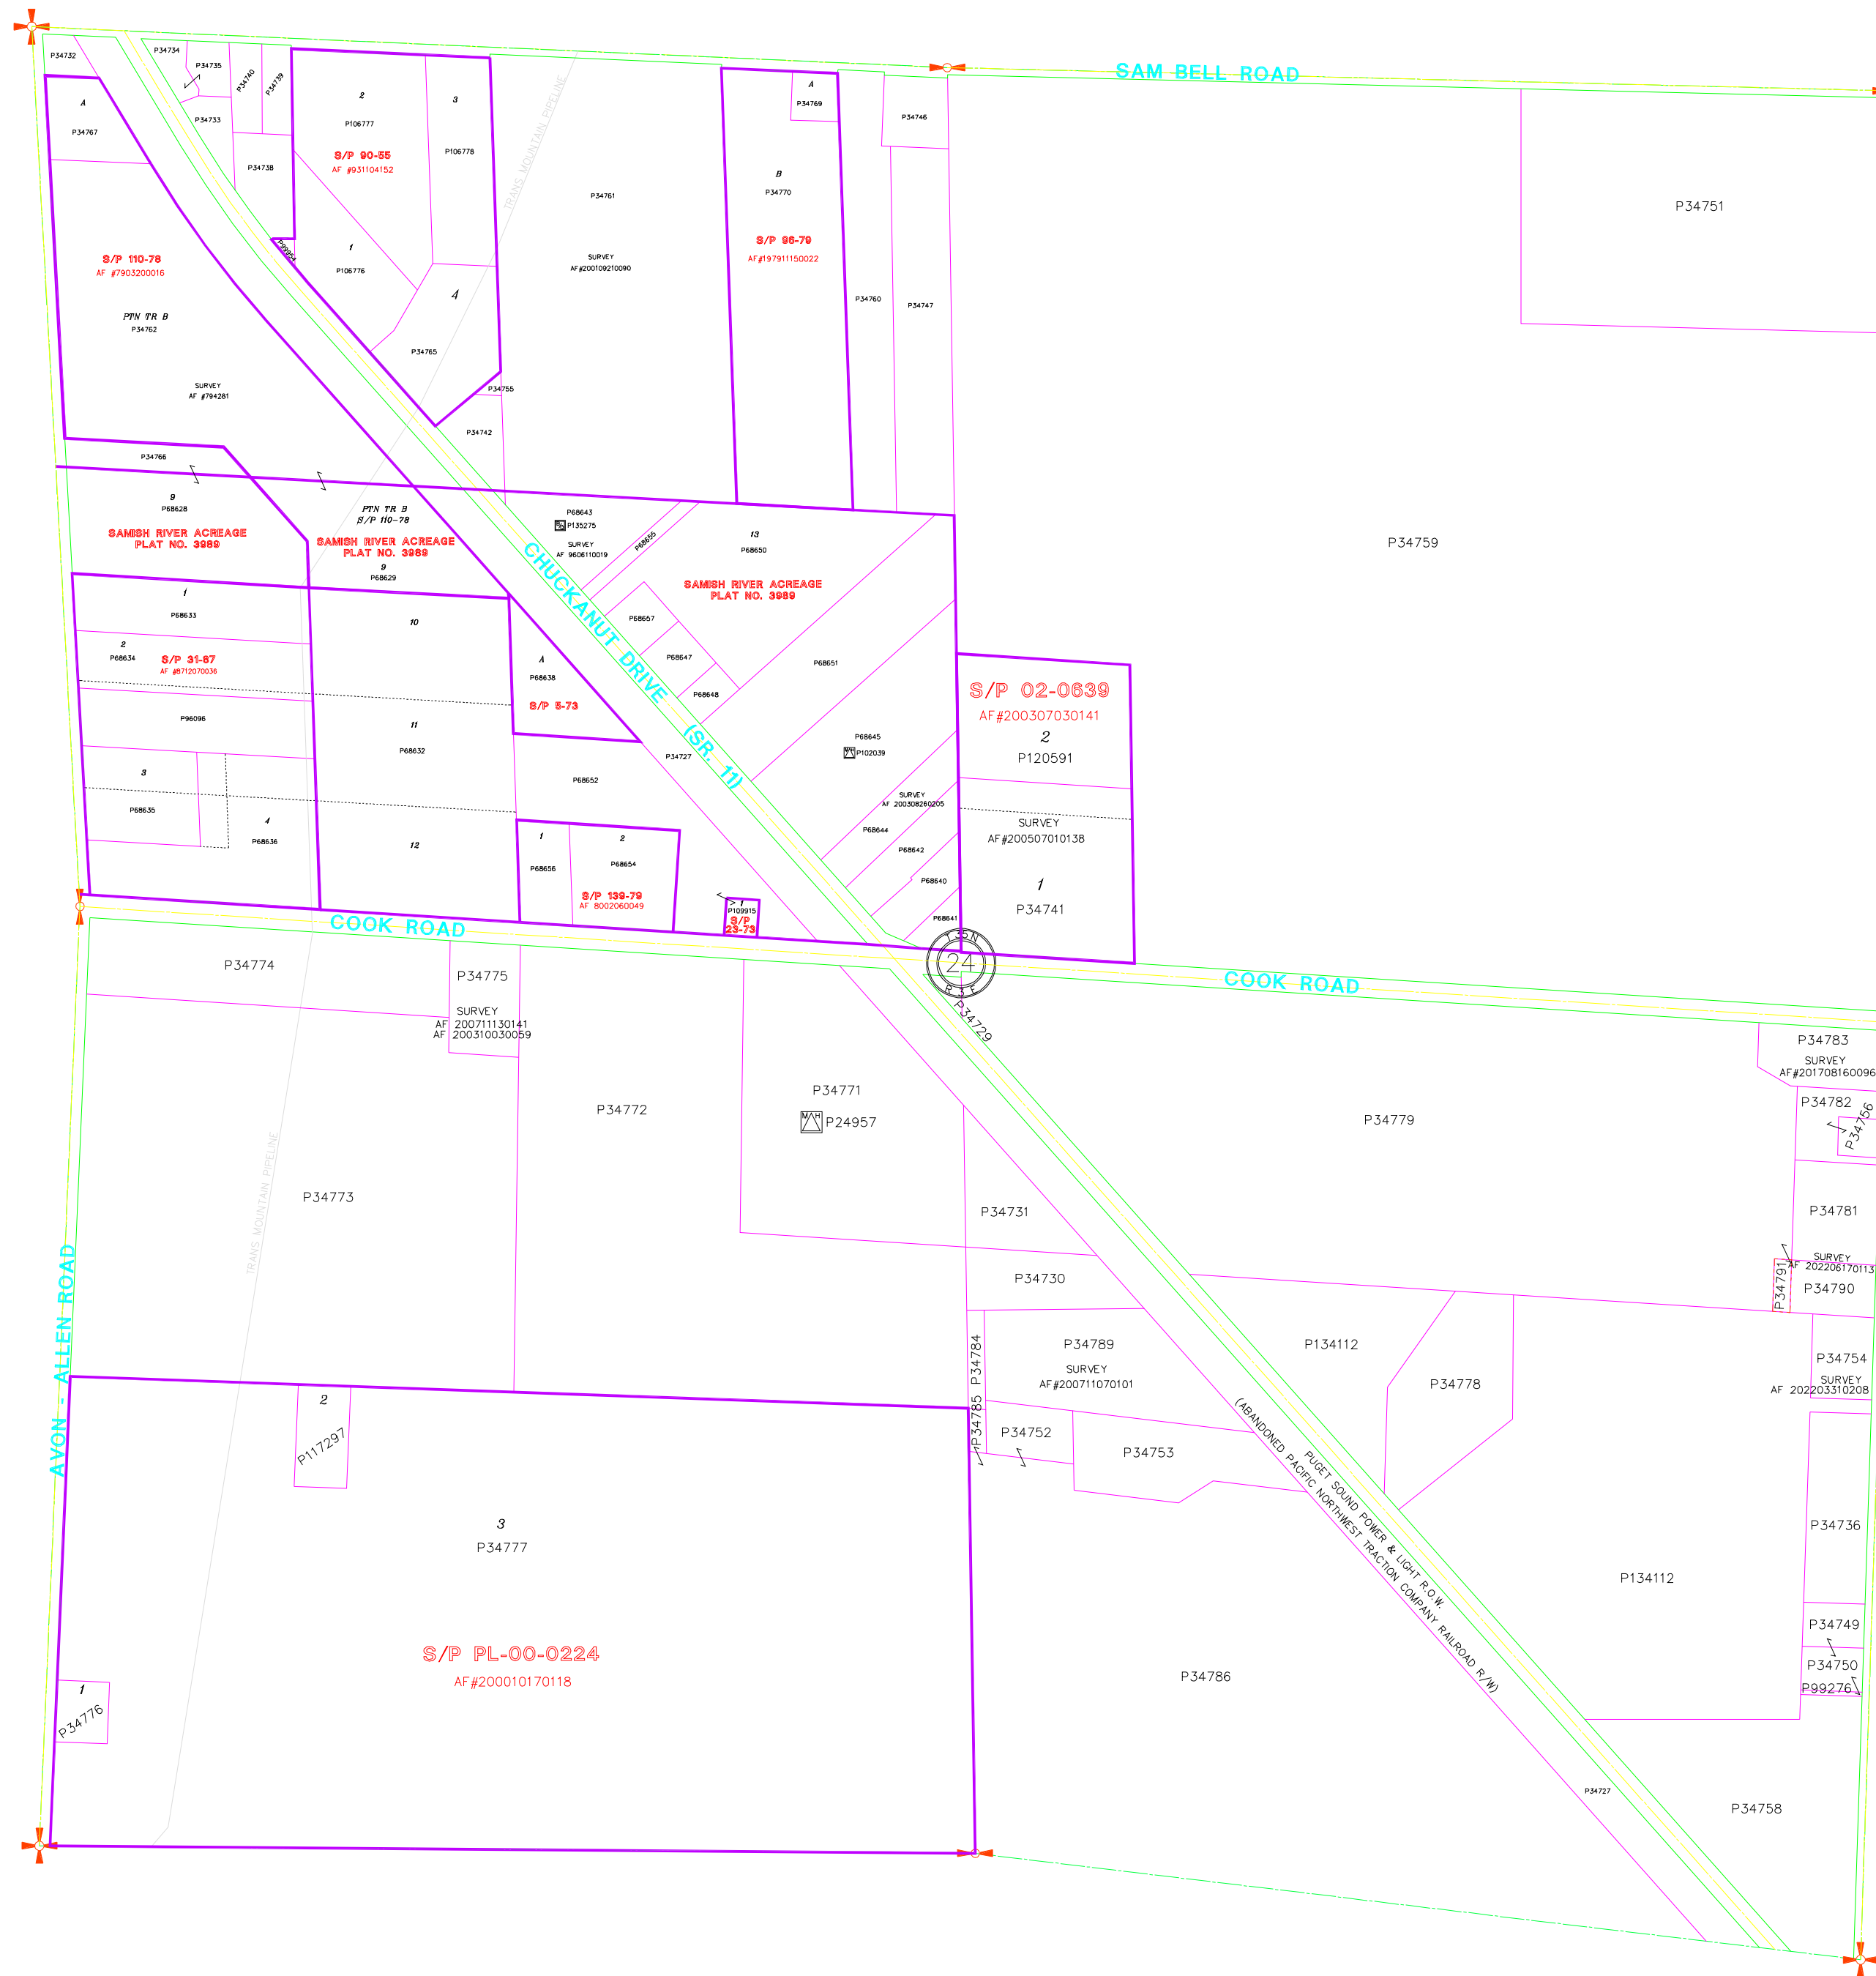 SAM BELL ROAD
P34732
P34734
P34735
P34740
P34739
P34733
P34738
A
P34767
2
P106777
S/P 90-55
AF #931104152
3
P106778
TRANS MOUNTAIN PIPELINE
1
P106776
P99954
4
P34765
P34755
P34742
P34761
SURVEY
AF#200109210090
A
P34769
B
P34770
S/P 96-79
AF#197911150022
P34746
P34760
P34747
P34751
P34759
S/P 110-78
AF #7903200016
PTN TR B
P34762
SURVEY
AF #794281
P34766
9
P68628
SAMISH RIVER ACREAGE
PLAT NO. 3989
PTN TR B
S/P 110-78
SAMISH RIVER ACREAGE
PLAT NO. 3989
9
P68629
P68643
P135275
SURVEY
AF 9606110019
P68655
13
P68650
SAMISH RIVER ACREAGE
PLAT NO. 3989
CHUCKANUT DRIVE (SR. 11)
P68657
P68647
P68648
P68651
P68645
MH
P102039
SURVEY
AF 200308260205
P68644
P68642
P68640
P68641
1
P68633
2
P68634
S/P 31-87
AF #8712070036
P96096
3
P68635
4
P68636
10
11
P68632
12
A
P68638
S/P 5-73
P34727
P68652
1
P68656
2
P68654
S/P 139-79
AF 8002060049
1
P109915
S/P
23-73
S/P 02-0639
AF#200307030141
2
P120591
SURVEY
AF#200507010138
1
P34741
COOK ROAD
T35N
24
R 3 E
COOK ROAD
P34729
P34774
P34775
SURVEY
AF 200711130141
AF 200310030059
P34772
P34771
MH
P24957
P34773
TRANS MOUNTAIN PIPELINE
AVON - ALLEN ROAD
P34779
P34783
SURVEY
AF#201708160096
P34782
P34756
P34781
SURVEY
AF 202206170113
P34791
P34790
P34731
P34730
P34784
P34785
P34789
SURVEY
AF#200711070101
P34752
P34753
P134112
P34778
P34754
SURVEY
AF 202203310208
PUGET SOUND POWER & LIGHT R.O.W.
(ABANDONED PACIFIC NORTHWEST TRACTION COMPANY RAILROAD R/W)
P34736
P134112
P34749
P34750
P99276
P34786
P34727
P34758
2
P117297
3
P34777
S/P PL-00-0224
AF#200010170118
1
P34776